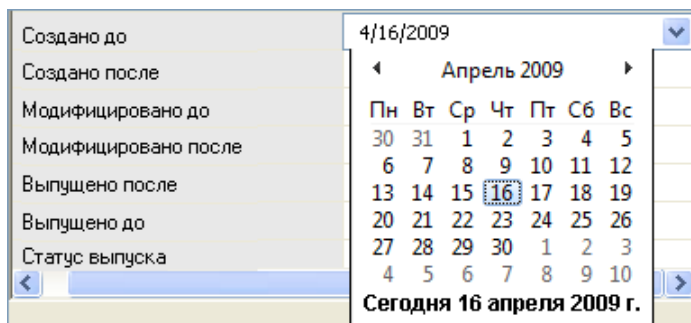 Создано до
4/16/2009
Создано после
Апрель 2009
Модифицировано до
Пн Вт Ср Чт Пт Сб Вс
Модифицировано после
30 31 1 2 3 4 5
6 7 8 9 10 11 12
Выпущено после
13 14 15 16 17 18 19
Выпущено до
20 21 22 23 24 25 26
Статус выпуска
27 28 29 30 1 2 3
4 5 6 7 8 9 10
Сегодня 16 апреля 2009 г.